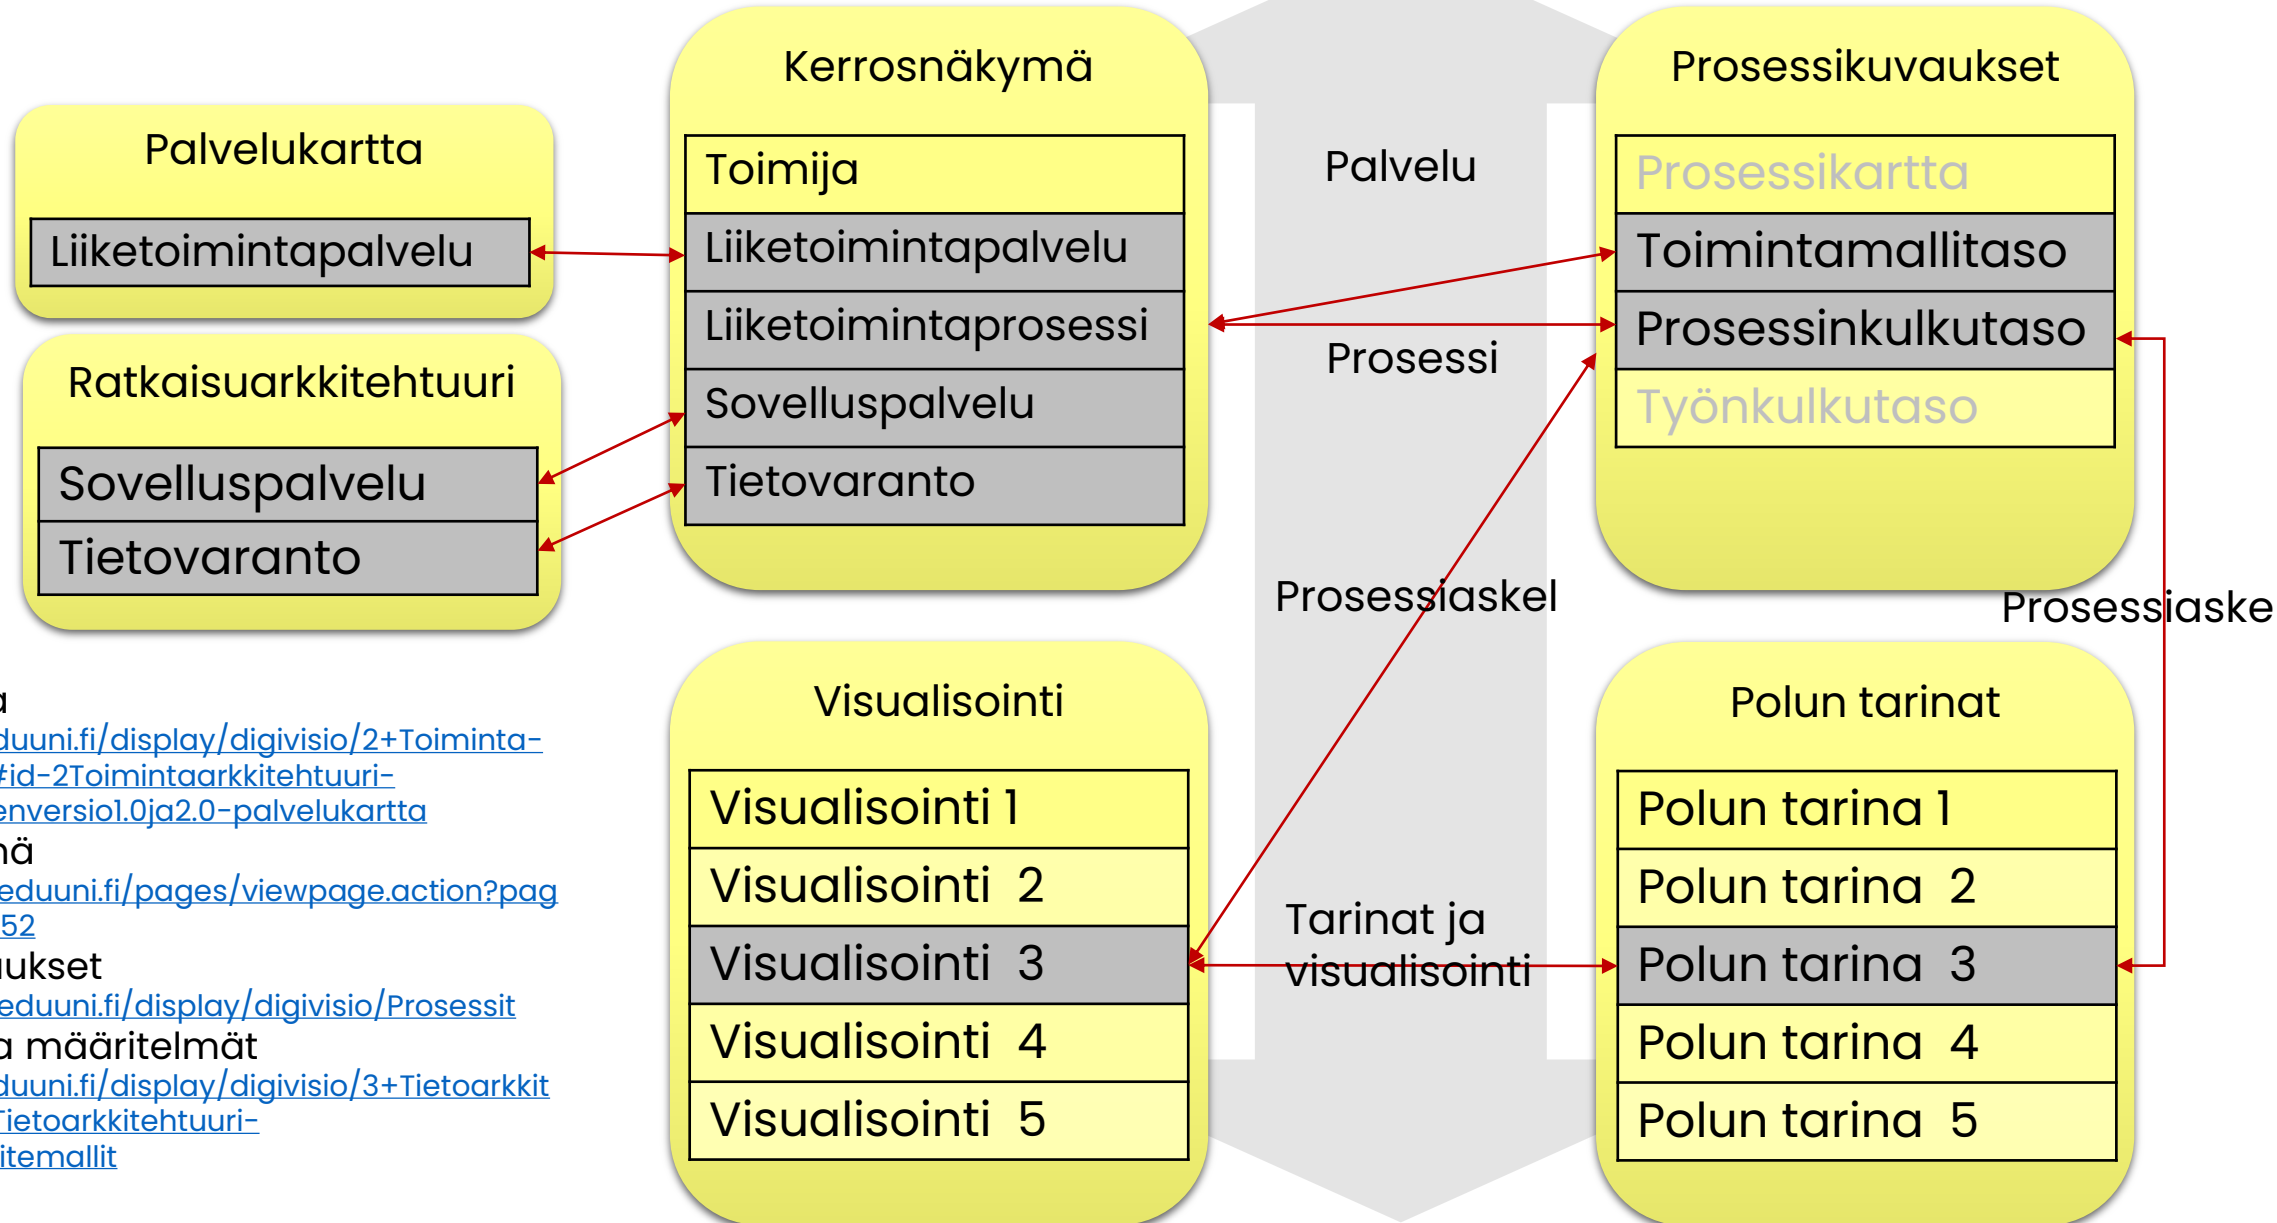 Palvelukartta
Liiketoimintapalvelu
Ratkaisuarkkitehtuuri
Sovelluspalvelu
Tietovaranto
Kerrosnäkymä
Toimija
Liiketoimintapalvelu
Liiketoimintaprosessi
Sovelluspalvelu
Tietovaranto
Palvelu
Prosessi
Prosessiaskel
Tarinat ja
visualisointi
Prosessikuvaukset
Prosessikartta
Toimintamallitaso
Prosessinkulkutaso
Työnkulkutaso
Prosessiaske
Visualisointi
Visualisointi 1
Visualisointi 2
Visualisointi 3
Visualisointi 4
Visualisointi 5
Polun tarinat
Polun tarina 1
Polun tarina 2
Polun tarina 3
Polun tarina 4
Polun tarina 5
a
duuni.fi/display/digivisio/2+Toiminta-
#id-2Toimintaarkkitehtuuri-
enversio1.0ja2.0-palvelukartta
nä
eduuni.fi/pages/viewpage.action?pag
52
aukset
eduuni.fi/display/digivisio/Prosessit
a määritelmät
duuni.fi/display/digivisio/3+Tietoarkkit
Tietoarkkitehtuuri-
itemallit